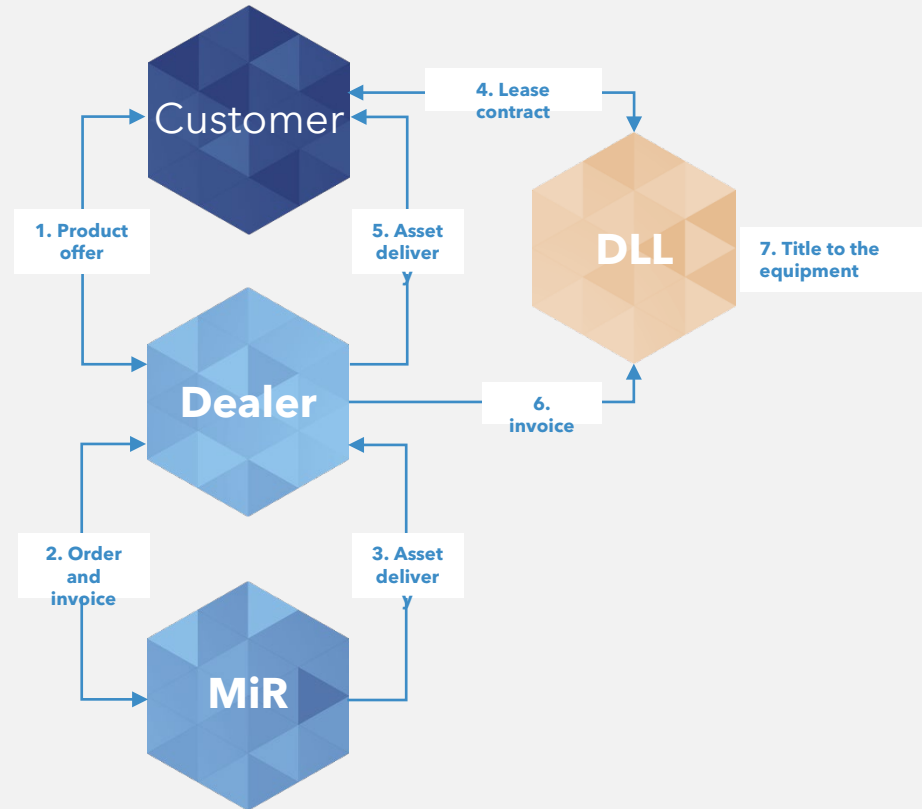 Customer
4. Lease
contract
1. Product
offer
5. Asset
deliver
y
DLL
7. Title to the
equipment
Dealer
6.
invoice
2. Order
and
invoice
3. Asset
deliver
y
MiR